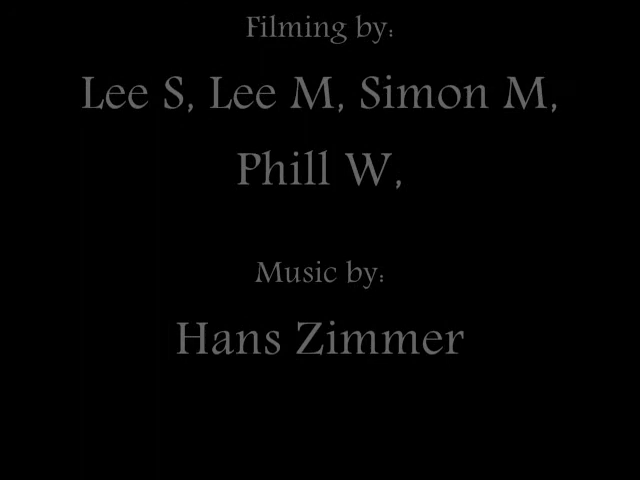 Filming by:
Lee S, Lee M, Simon M,
Phill W,
Music by:
Hans Zimmer